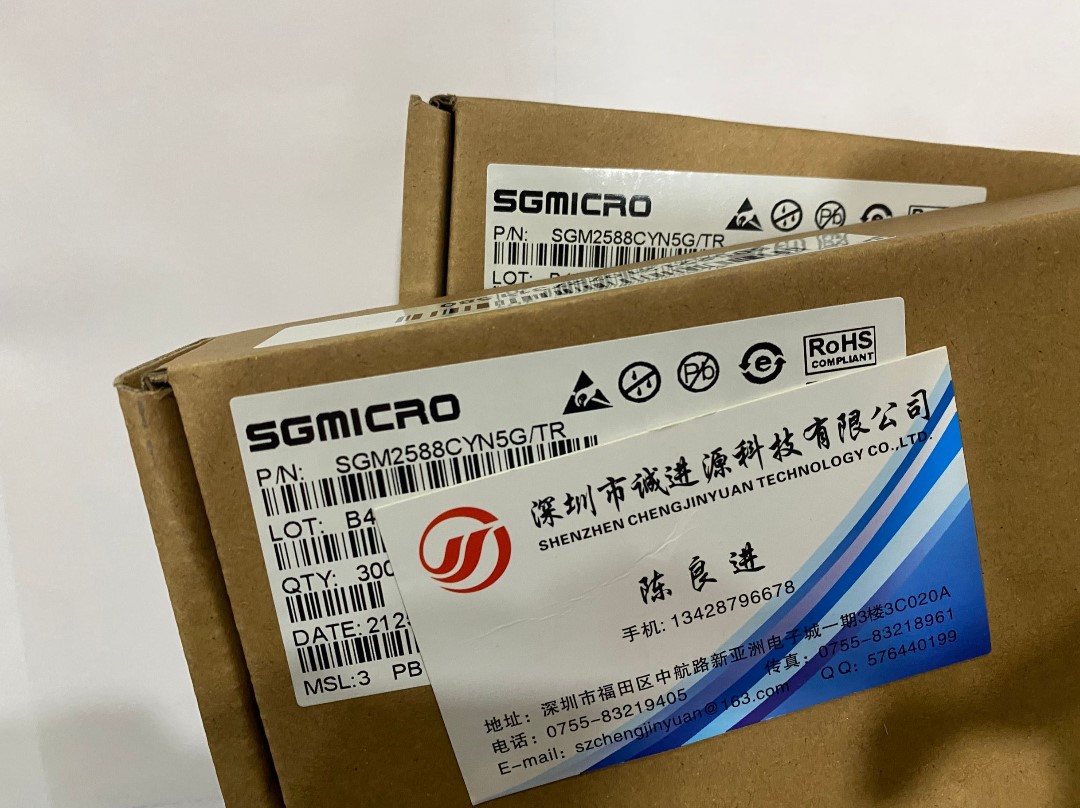 SGMICRO
P/N: SGM2588CYN5G/TR
LOT:
SGMICRO
RoHS
COMPLIANT
P/N: SGM2588CYN5G/TR
LOT: B4
QTY: 300
DATE: 212
MSL:3 PB
深圳市诚进源科技有限公司
SHENZHEN CHENGJINYUAN TECHNOLOGY CO.,LTD.
陈良进
手机: 13428796678
地址: 深圳市福田区中航路新亚洲电子城一期3楼3C020A
电话: 0755-83219405 传真: 0755-83218961
E-mail: szchengjinyuan@163.com QQ: 576440199